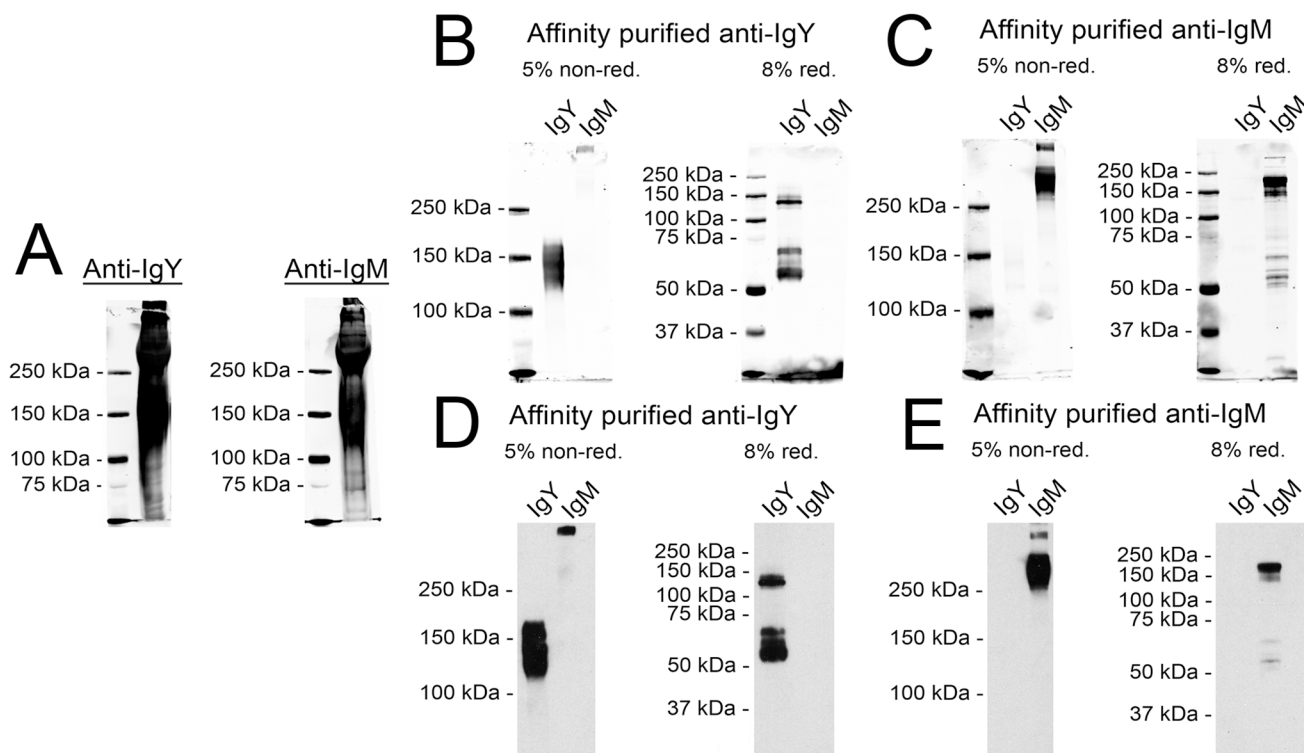 A
Anti-IgY
Anti-IgM
250 kDa -
150 kDa -
100 kDa -
75 kDa -
250 kDa -
150 kDa -
100 kDa -
75 kDa -
B
Affinity purified anti-IgY
5% non-red.
8% red.
IgY
IgM
IgY
IgM
250 kDa -
150 kDa -
100 kDa -
250 kDa -
150 kDa -
100 kDa -
75 kDa -
50 kDa -
37 kDa -
C
Affinity purified anti-IgM
5% non-red.
8% red.
IgY
IgM
IgY
IgM
250 kDa -
150 kDa -
100 kDa -
250 kDa -
150 kDa -
100 kDa -
75 kDa -
50 kDa -
37 kDa -
D
Affinity purified anti-IgY
5% non-red.
8% red.
IgY
IgM
IgY
IgM
250 kDa -
150 kDa -
100 kDa -
250 kDa -
150 kDa -
100 kDa -
75 kDa -
50 kDa -
37 kDa -
E
Affinity purified anti-IgM
5% non-red.
8% red.
IgY
IgM
IgY
IgM
250 kDa -
150 kDa -
100 kDa -
250 kDa -
150 kDa -
100 kDa -
75 kDa -
50 kDa -
37 kDa -